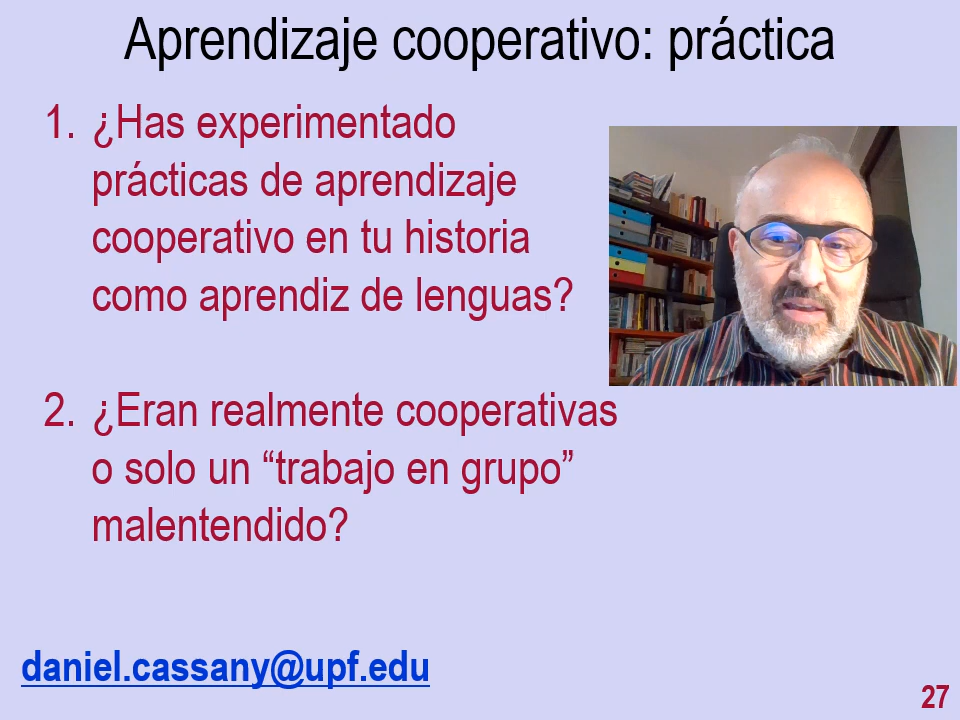 Aprendizaje cooperativo: práctica
1. ¿Has experimentado
prácticas de aprendizaje
cooperativo en tu historia
como aprendiz de lenguas?
2. ¿Eran realmente cooperativas
o solo un “trabajo en grupo”
malentendido?
daniel.cassany@upf.edu
27